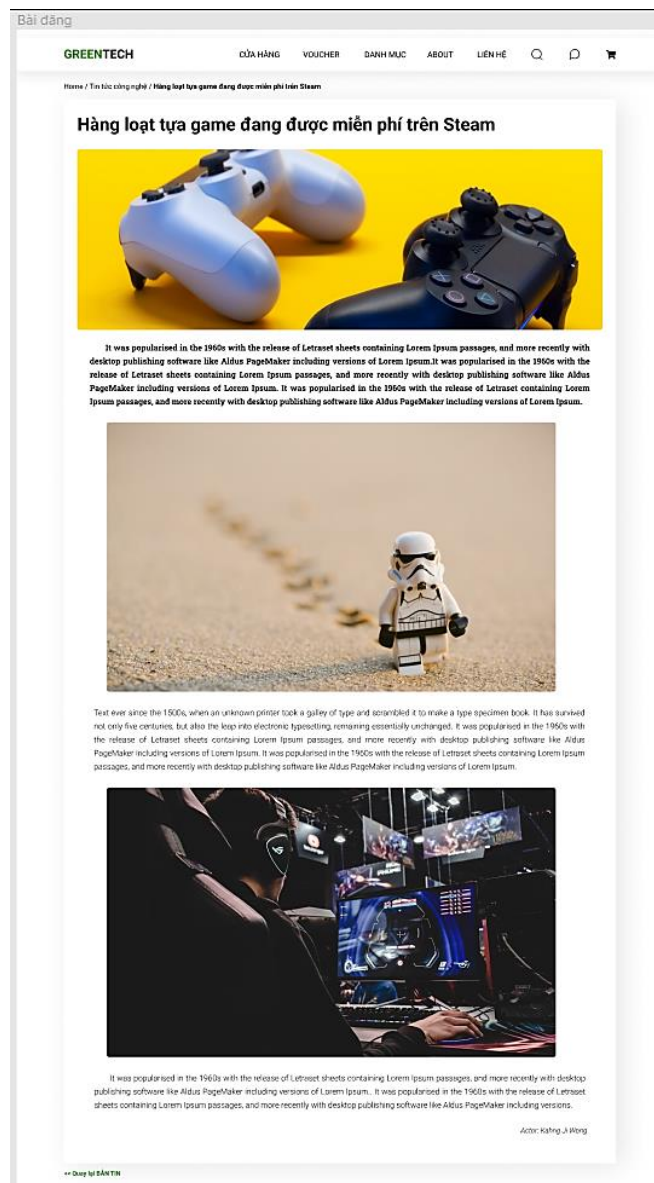 Bài đăng
GREENTECH
CỬA HÀNG VOUCHER DANH MỤC ABOUT LIÊN HỆ
Home / Tin tức công nghệ / Hàng loạt tựa game đang được miễn phí trên Steam
Hàng loạt tựa game đang được miễn phí trên Steam
It was popularised in the 1960s with the release of Letraset sheets containing Lorem Ipsum passages, and more recently with
desktop publishing software like Aldus PageMaker including versions of Lorem Ipsum.It was popularised in the 1960s with the
release of Letraset sheets containing Lorem Ipsum passages, and more recently with desktop publishing software like Aldus
PageMaker including versions of Lorem Ipsum. It was popularised in the 1960s with the release of Letraset containing Lorem
Ipsum passages, and more recently with desktop publishing software like Aldus PageMaker including versions of Lorem Ipsum.
Text ever since the 1500s, when an unknown printer took a galley of type and scrambled it to make a type specimen book. It has survived
not only five centuries, but also the leap into electronic typesetting, remaining essentially unchanged. It was popularised in the 1960s with
the release of Letraset sheets containing Lorem Ipsum passages, and more recently with desktop publishing software like Aldus
PageMaker including versions of Lorem Ipsum. It was popularised in the 1960s with the release of Letraset sheets containing Lorem Ipsum
passages, and more recently with desktop publishing software like Aldus PageMaker including versions of Lorem Ipsum.
It was popularised in the 1960s with the release of Letraset sheets containing Lorem Ipsum passages, and more recently with desktop
publishing software like Aldus PageMaker including versions of Lorem Ipsum.. It was popularised in the 1960s with the release of Letraset
sheets containing Lorem Ipsum passages, and more recently with desktop publishing software like Aldus PageMaker including versions.
Actor: Ji Wong
<< Quay lại BẢN TIN